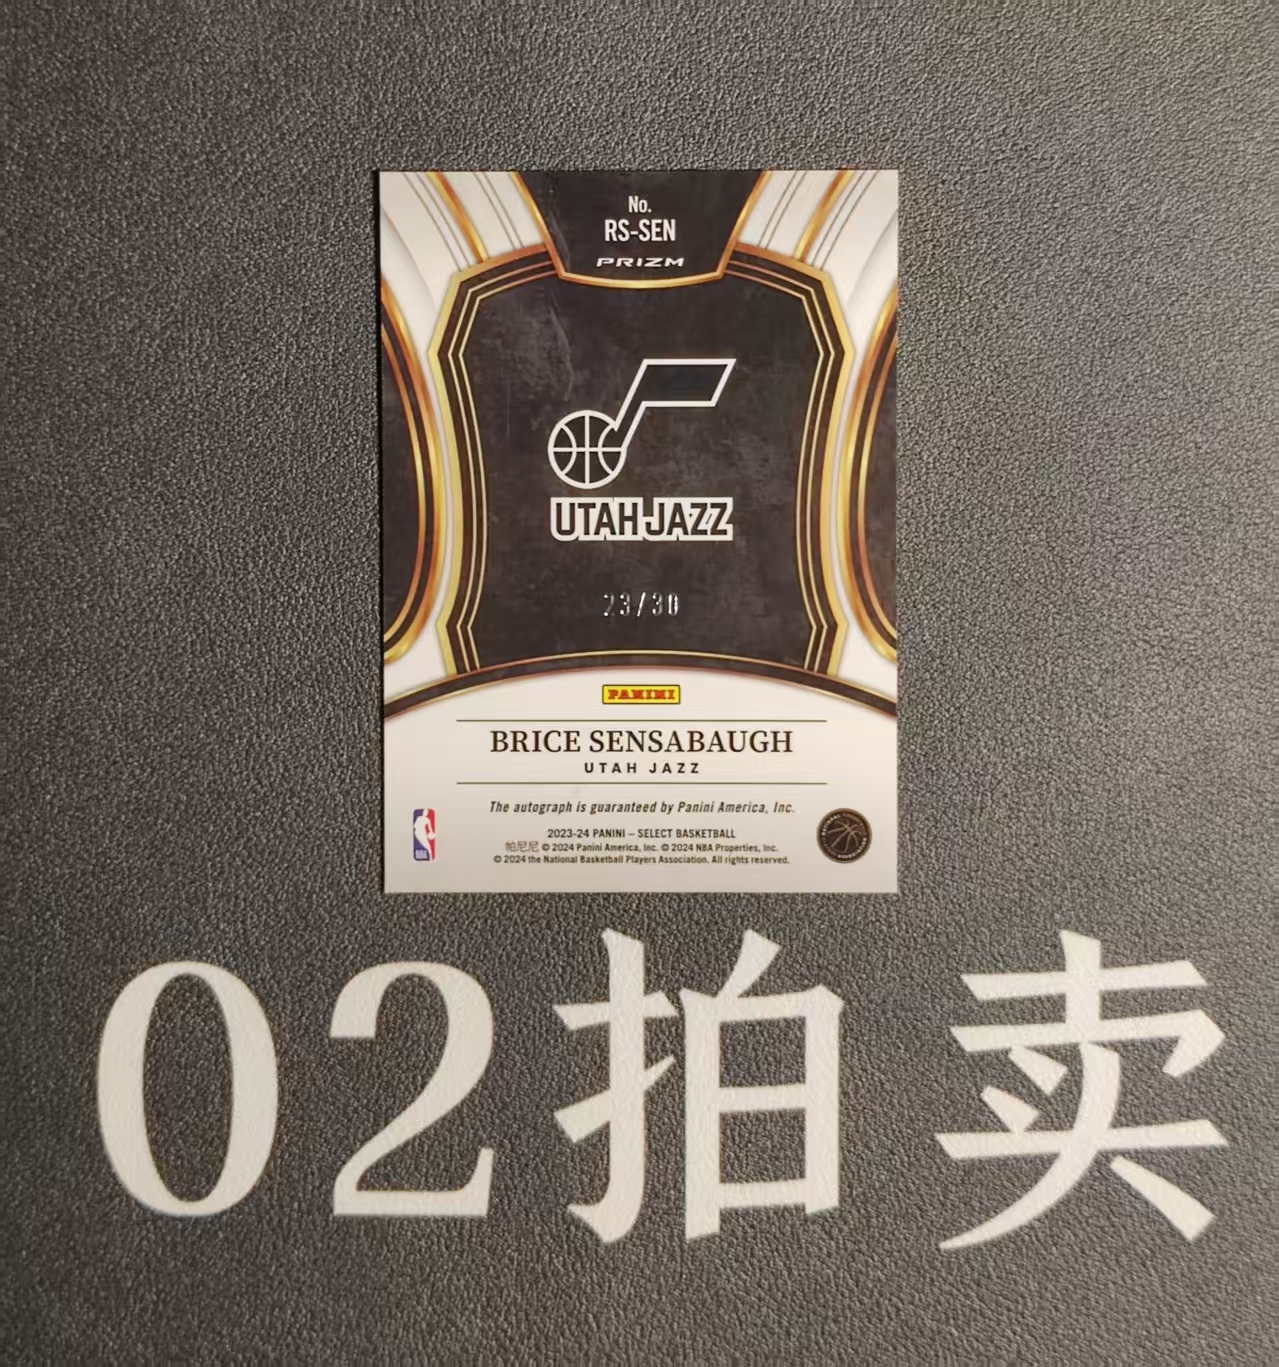 No.
RS-SEN
PRIZM
UTAH JAZZ
23/30
PANINI
BRICE SENSABAUGH
UTAH JAZZ
The autograph is guaranteed by Panini America, Inc.
2023-24 PANINI – SELECT BASKETBALL
帕尼尼 © 2024 Panini America, Inc. © 2024 NBA Properties, Inc.
© 2024 the National Basketball Players Association. All rights reserved.
NBA
02拍卖